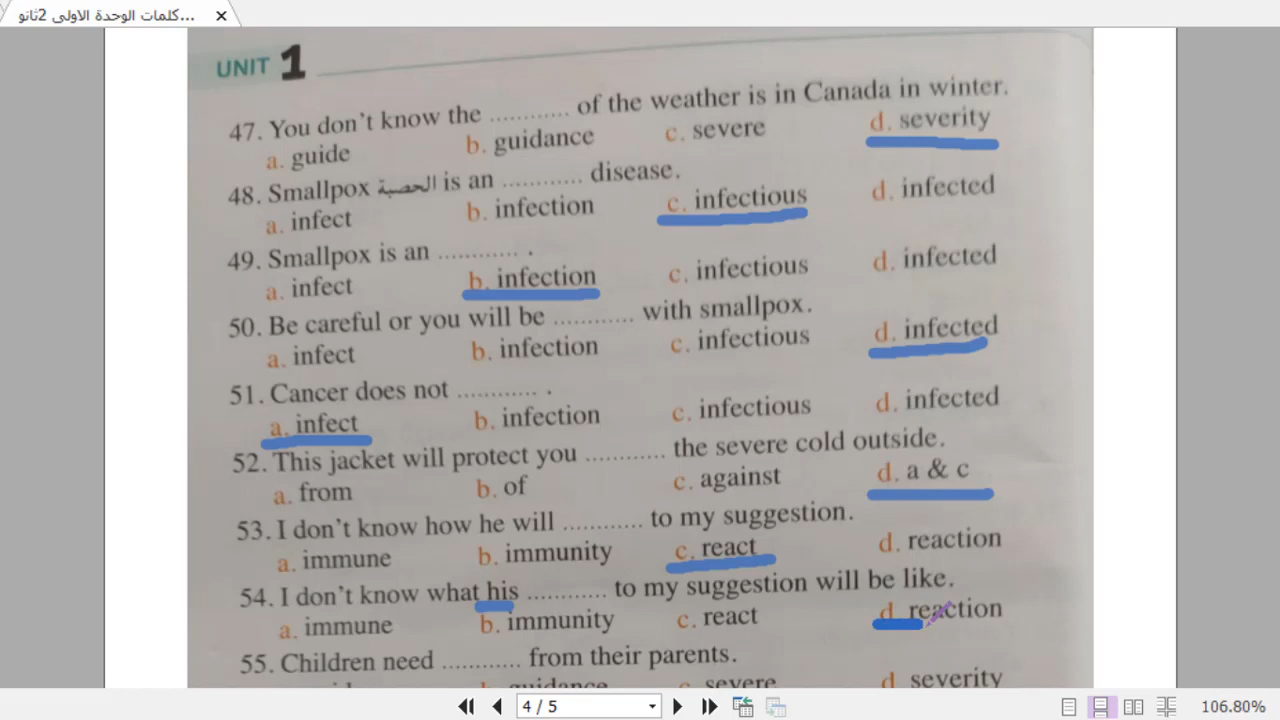 كلمات الوحدة الاولى 2ثانو...
UNIT 1
47. You don't know the ............ of the weather is in Canada in winter.
a. guide b. guidance c. severe d. severity
48. Smallpox الحصبة is an ............ disease.
a. infect b. infection c. infectious d. infected
49. Smallpox is an ............ .
a. infect b. infection c. infectious d. infected
50. Be careful or you will be ............ with smallpox.
a. infect b. infection c. infectious d. infected
51. Cancer does not ............ .
a. infect b. infection c. infectious d. infected
52. This jacket will protect you ............ the severe cold outside.
a. from b. of c. against d. a & c
53. I don't know how he will ............ to my suggestion.
a. immune b. immunity c. react d. reaction
54. I don't know what his ............ to my suggestion will be like.
a. immune b. immunity c. react d. reaction
55. Children need ............ from their parents.
b. guidance c. severe d. severity
4 / 5
106.80%